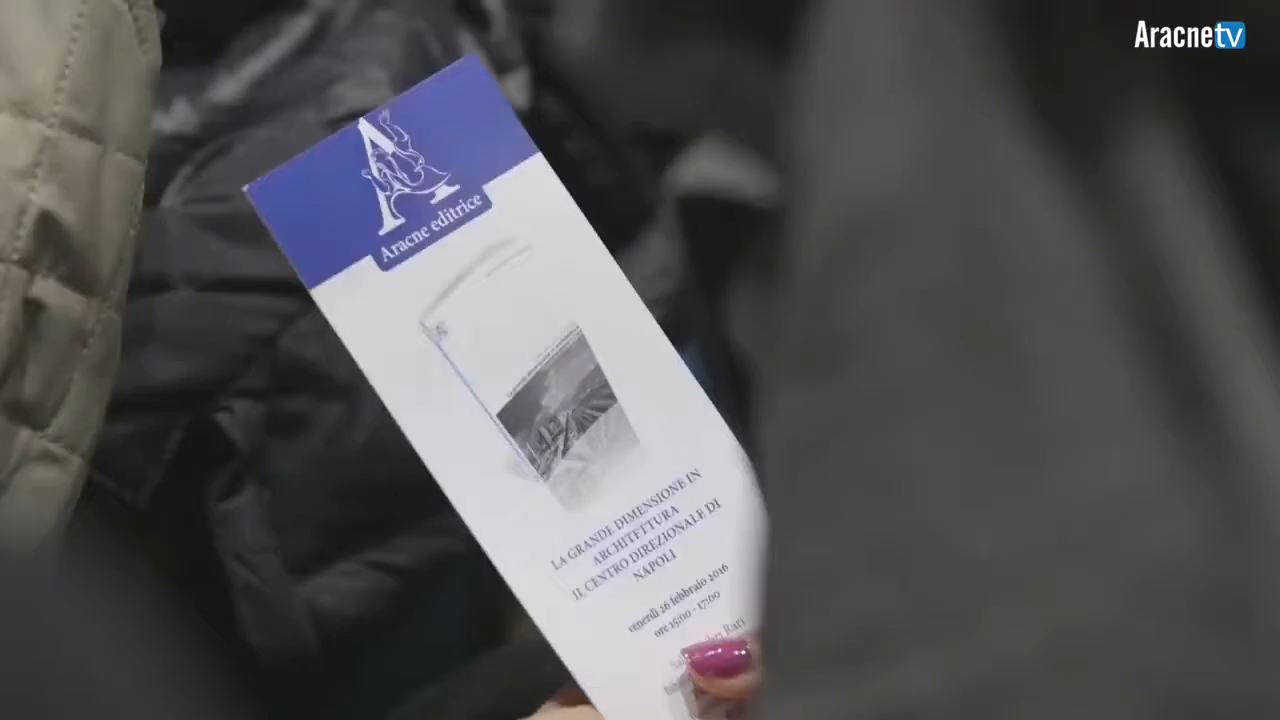 Aracnetv
Aracne editrice
LA GRANDE DIMENSIONE IN
ARCHITETTURA
IL CENTRO DIREZIONALE DI
NAPOLI
venerdì 26 febbraio 2016
ore 15:00 - 17:00
Rari